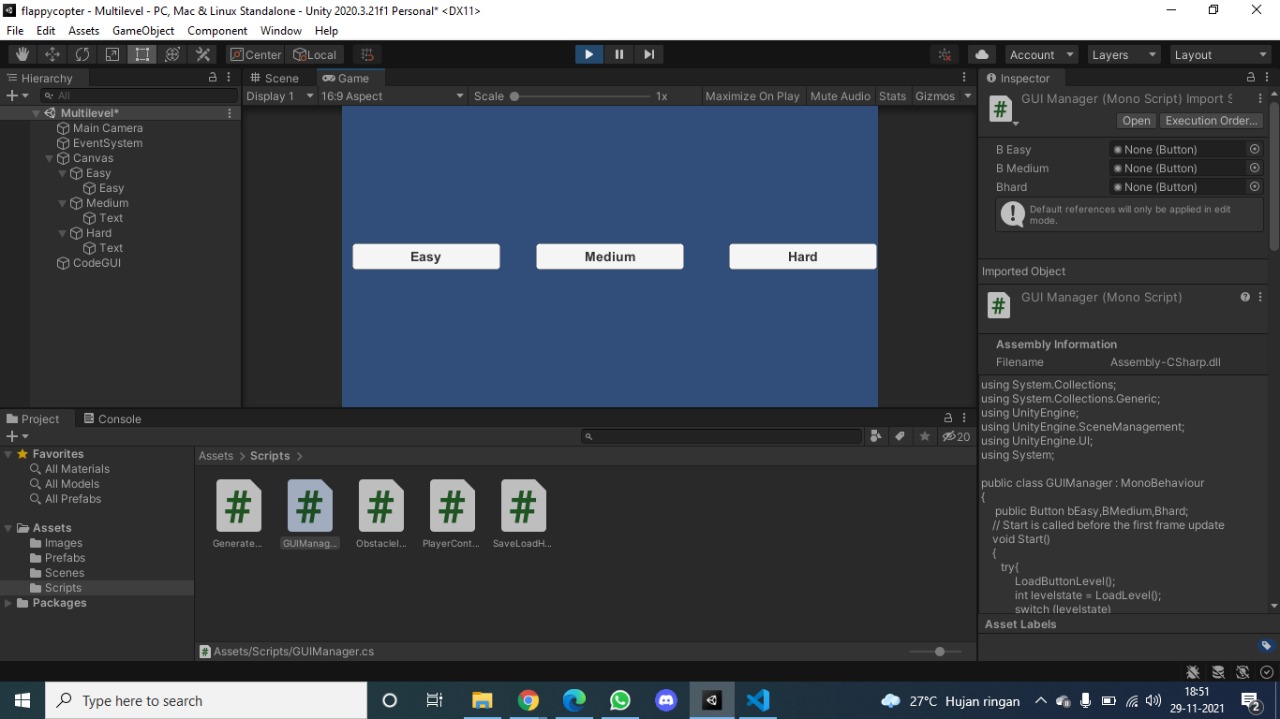 flappycopter - Multilevel - PC, Mac & Linux Standalone - Unity 2020.3.21f1 Personal* <DX11>
File Edit Assets GameObject Component Window Help
Center Local Account Layers Layout
Hierarchy
All
Multilevel*
Main Camera
EventSystem
Canvas
Easy
Easy
Medium
Text
Hard
Text
CodeGUI
Scene Game
Display 1 16:9 Aspect Scale 1x Maximize On Play Mute Audio Stats Gizmos
Easy Medium Hard
Inspector
GUI Manager (Mono Script) Import S
Open Execution Order...
B Easy None (Button)
B Medium None (Button)
Bhard None (Button)
Default references will only be applied in edit
mode.
Imported Object
GUI Manager (Mono Script)
Assembly Information
Filename Assembly-CSharp.dll
using System.Collections;
using System.Collections.Generic;
using UnityEngine;
using UnityEngine.SceneManagement;
using UnityEngine.UI;
using System;
public class GUIManager : MonoBehaviour
{
public Button bEasy,BMedium,Bhard;
// Start is called before the first frame update
void Start()
{
try{
LoadButtonLevel();
int levelstate = LoadLevel();
switch (levelstate)
Asset Labels
Project Console
20
Favorites
All Materials
All Models
All Prefabs
Assets
Images
Prefabs
Scenes
Scripts
Packages
Assets > Scripts >
Generate... GUIManag... ObstacleI... PlayerCont... SaveLoadH...
Assets/Scripts/GUIManager.cs
Type here to search
27°C Hujan ringan
18:51
29-11-2021
2